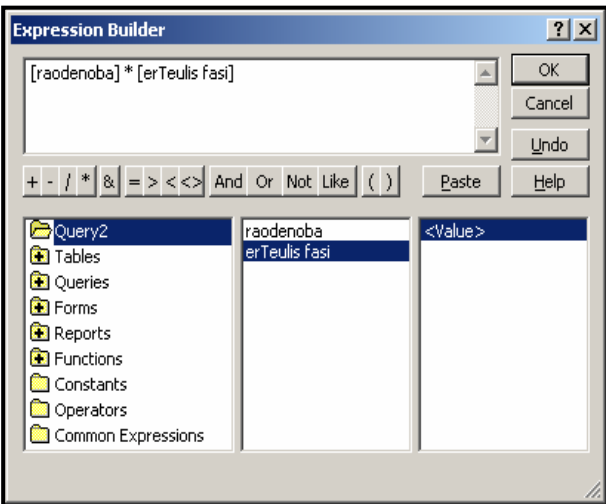 Expression Builder
? X
[raodenoba] * [erTeulis fasi]
OK
Cancel
Undo
+ - / * & = > < <> And Or Not Like ( ) Paste Help
Query2
Tables
Queries
Forms
Reports
Functions
Constants
Operators
Common Expressions
raodenoba
erTeulis fasi
<Value>